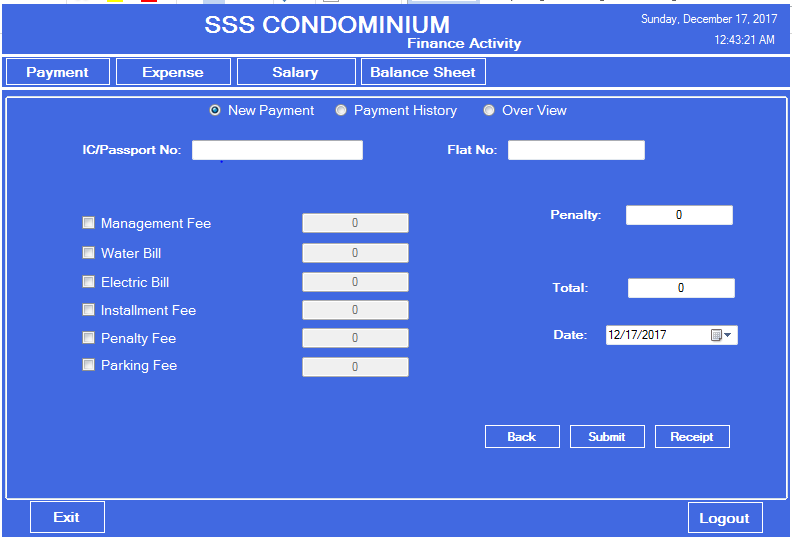 SSS CONDOMINIUM
Finance Activity
Sunday, December 17, 2017
12:43:21 AM
Payment Expense Salary Balance Sheet
New Payment Payment History Over View
IC/Passport No: Flat No:
Management Fee 0 Penalty: 0
Water Bill 0
Electric Bill 0 Total: 0
Installment Fee 0
Penalty Fee 0 Date: 12/17/2017
Parking Fee 0
Back Submit Receipt
Exit Logout